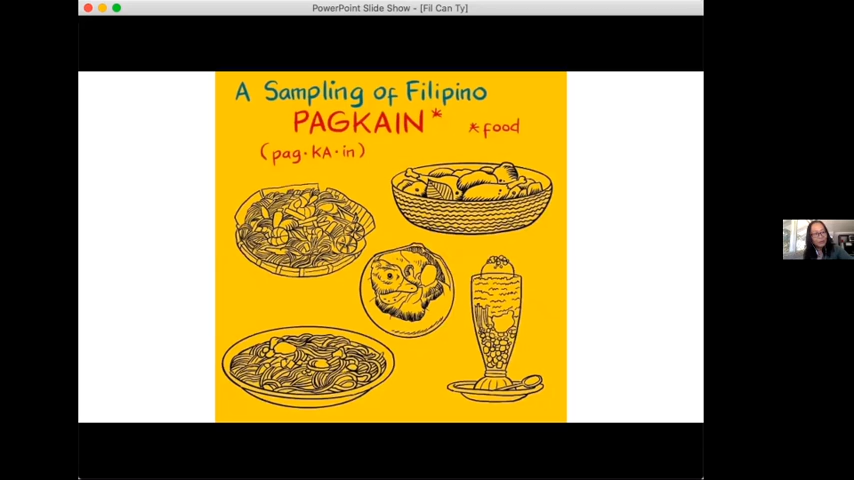 PowerPoint Slide Show - [Fil Can Ty]
A Sampling of Filipino
PAGKAIN*
*food
(pag·KA·in)